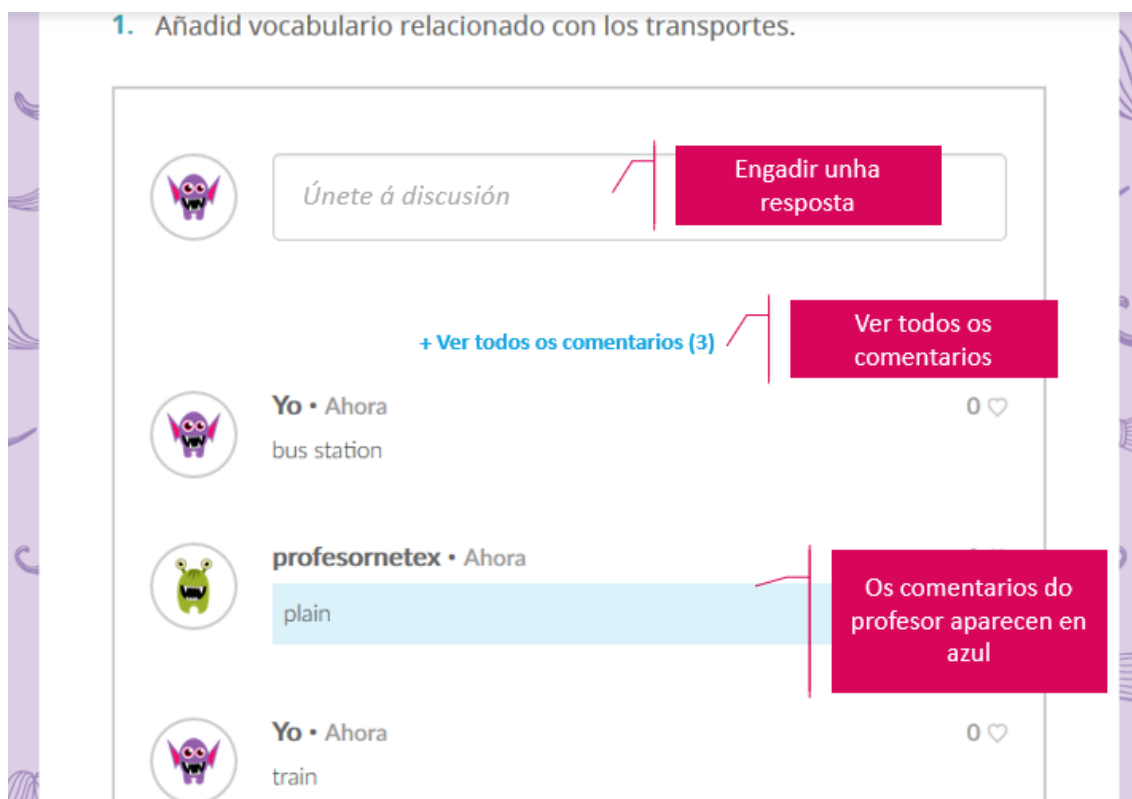 1. Añadid vocabulario relacionado con los transportes.
Únete á discusión
Engadir unha
resposta
+ Ver todos os comentarios (3)
Ver todos os
comentarios
Yo • Ahora
0
bus station
profesornetex • Ahora
plain
Os comentarios do
profesor aparecen en
azul
Yo • Ahora
0
train